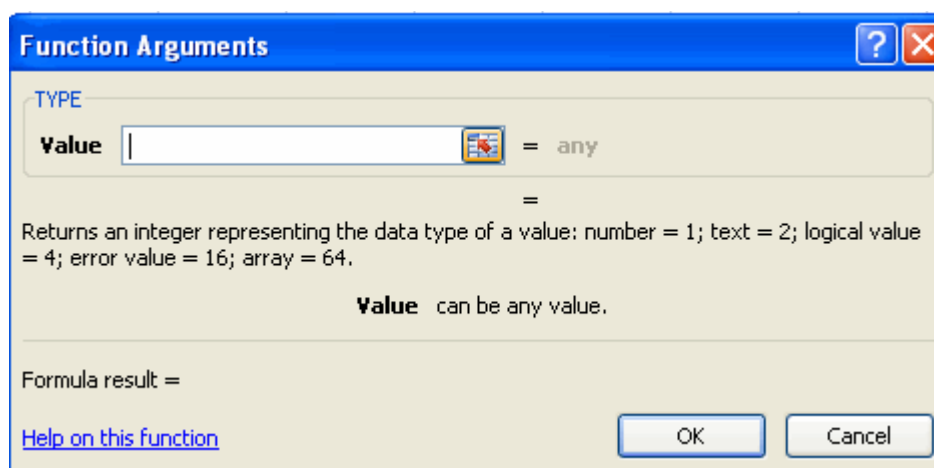 Function Arguments
TYPE
Value = any
=
Returns an integer representing the data type of a value: number = 1; text = 2; logical value
= 4; error value = 16; array = 64.
Value can be any value.
Formula result =
Help on this function OK Cancel